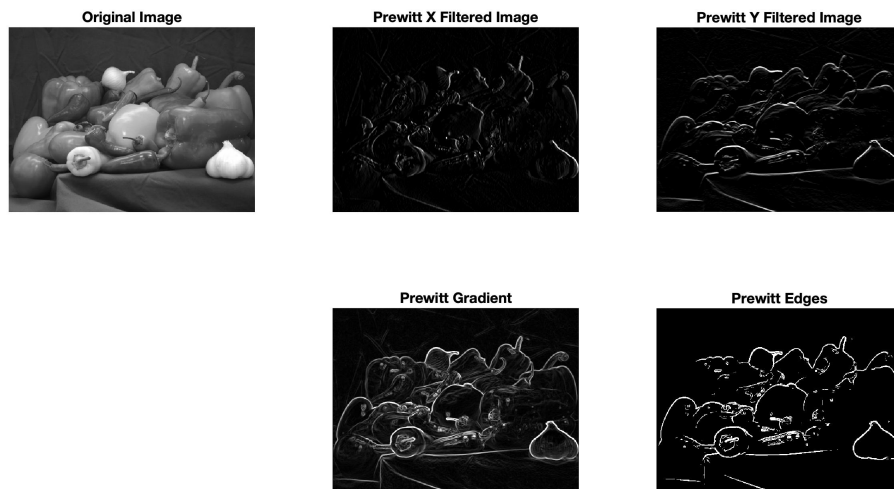 Original Image
Prewitt X Filtered Image
Prewitt Y Filtered Image
Prewitt Gradient
Prewitt Edges